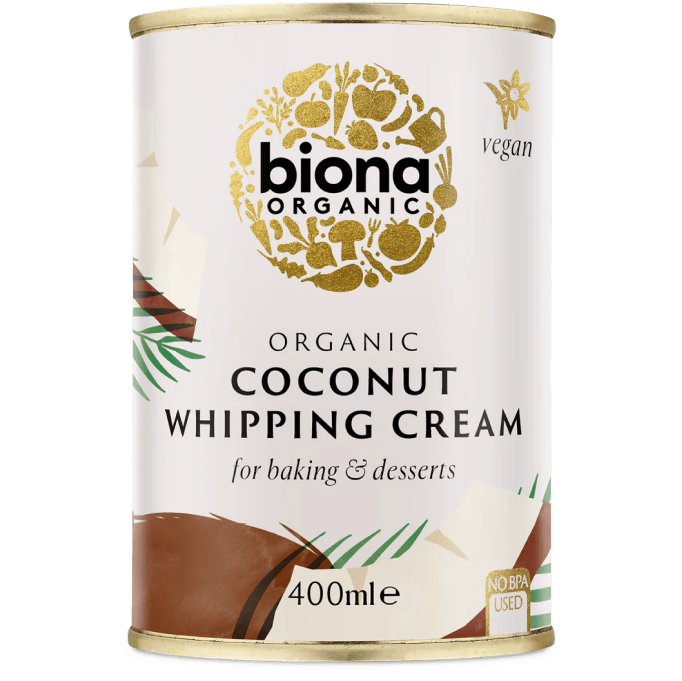 vegan
biona
ORGANIC
ORGANIC
COCONUT
WHIPPING CREAM
for baking & desserts
400ml℮
NO BPA
USED